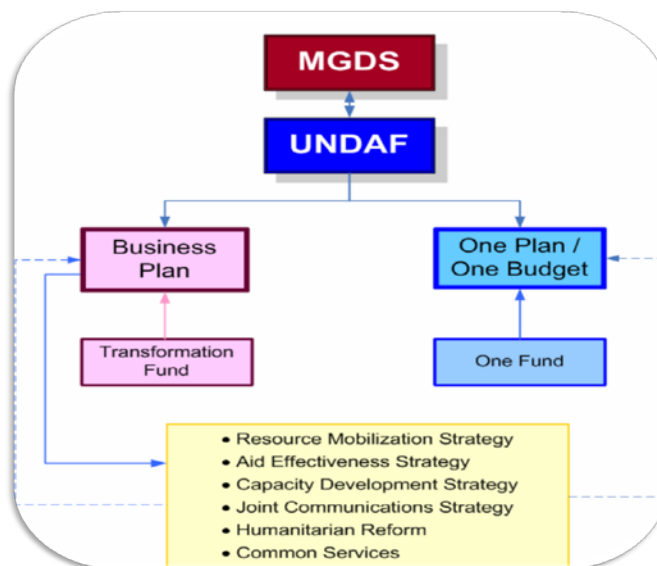 MGDS
UNDAF
Business
Plan
One Plan /
One Budget
Transformation
Fund
One Fund
• Resource Mobilization Strategy
• Aid Effectiveness Strategy
• Capacity Development Strategy
• Joint Communications Strategy
• Humanitarian Reform
• Common Services